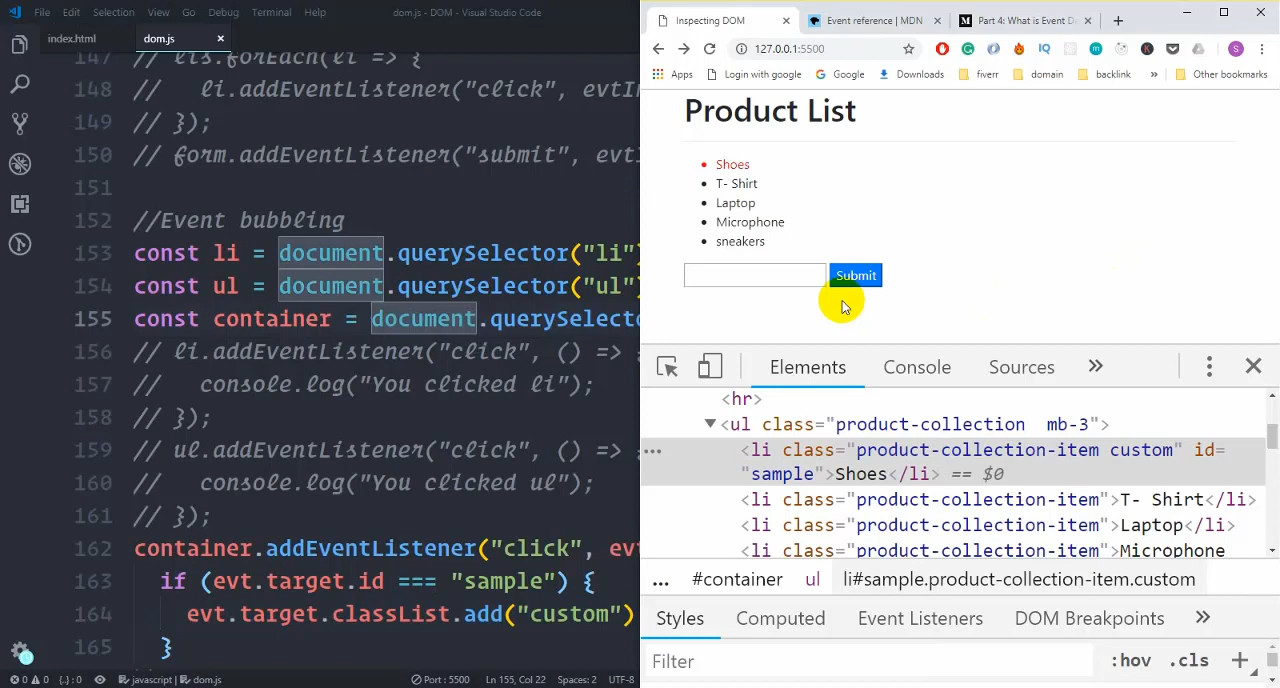 File Edit Selection View Go Debug Terminal Help dom.js - DOM - Visual Studio Code
index.html dom.js ×
147 // lis.forEach(li => {
148 // li.addEventListener("click",
149 // });
150 // form.addEventListener("submit",
151
152 //Event bubbling
153 const li = document.querySelector("li")
154 const ul = document.querySelector("ul")
155 const container = document.querySelecto
156 // li.addEventListener("click", () =>
157 // console.log("You clicked li");
158 // });
159 // ul.addEventListener("click", () =>
160 // console.log("You clicked ul");
161 // });
162 container.addEventListener("click", evt
163 if (evt.target.id === "sample") {
164 evt.target.classList.add("custom")
165 }
0 0 {..}: 0 javascript | dom.js Port : 5500 Ln 155, Col 22 Spaces: 2 UTF-8
Inspecting DOM × Event reference | MDN × Part 4: What is Event De ×
127.0.0.1:5500
Apps Login with google Google Downloads fiverr domain backlink » Other bookmarks
Product List
Shoes
T- Shirt
Laptop
Microphone
sneakers
Submit
Elements Console Sources »
<hr>
▼<ul class="product-collection mb-3">
<li class="product-collection-item custom" id=
"sample">Shoes</li> == $0
<li class="product-collection-item">T- Shirt</li>
<li class="product-collection-item">Laptop</li>
<li class="product-collection-item">Microphone
... #container ul li#sample.product-collection-item.custom
Styles Computed Event Listeners DOM Breakpoints »
Filter :hov .cls +